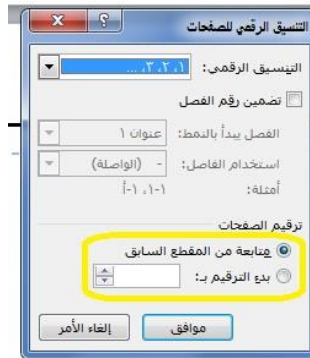 التنسيق الرقمي للصفحات
التنسيق الرقمي: ١، ٢، ٣، ...
تضمين رقم الفصل
الفصل يبدأ بالنمط: عنوان ١
استخدام الفاصل: - (الواصلة)
أمثلة: ١-١، ١-أ
ترقيم الصفحات
متابعة من المقطع السابق
بدء الترقيم بـ:
موافق إلغاء الأمر